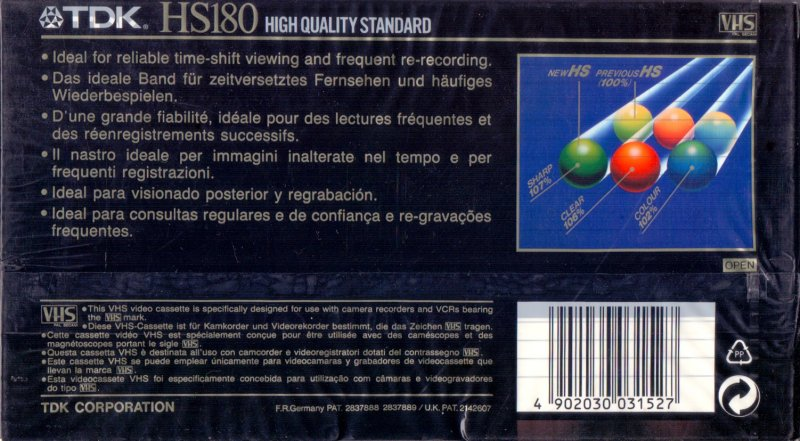 TDK HS180 HIGH QUALITY STANDARD
VHS
PAL SECAM
• Ideal for reliable time-shift viewing and frequent re-recording.
• Das ideale Band für zeitversetztes Fernsehen und häufiges
Wiederbespielen.
• D'une grande fiabilité, idéale pour des lectures fréquentes et
des réenregistrements successifs.
• Il nastro ideale per immagini inalterate nel tempo e per
frequenti registrazioni.
• Ideal para visionado posterior y regrabación.
• Ideal para consultas regulares e de confiança e re-gravações
frequentes.
NEW HS PREVIOUS HS
(100%)
SHARP
107%
CLEAR
106%
COLOUR
102%
OPEN
VHS
PAL SECAM
• This VHS video cassette is specifically designed for use with camera recorders and VCRs bearing
the VHS mark.
• Diese VHS-Cassette ist für Kamkorder und Videorekorder bestimmt, die das Zeichen VHS tragen.
• Cette cassette vidéo VHS est spécialement conçue pour être utilisée avec des caméscopes et des
magnétoscopes portant le sigle VHS.
• Questa cassetta VHS è destinata all'uso con camcorder e videoregistratori dotati del contrassegno VHS.
• Este cassette VHS se puede emplear únicamente para videocamaras y grabadores de videocassette que
llevan la marca VHS.
• Esta videocassete VHS foi especificamente concebida para utilização com câmaras e videogravadores
do tipo VHS.
TDK CORPORATION
F.R.Germany PAT. 2837888 2837889 / U.K. PAT. 2142607
4 902030 031527
PP